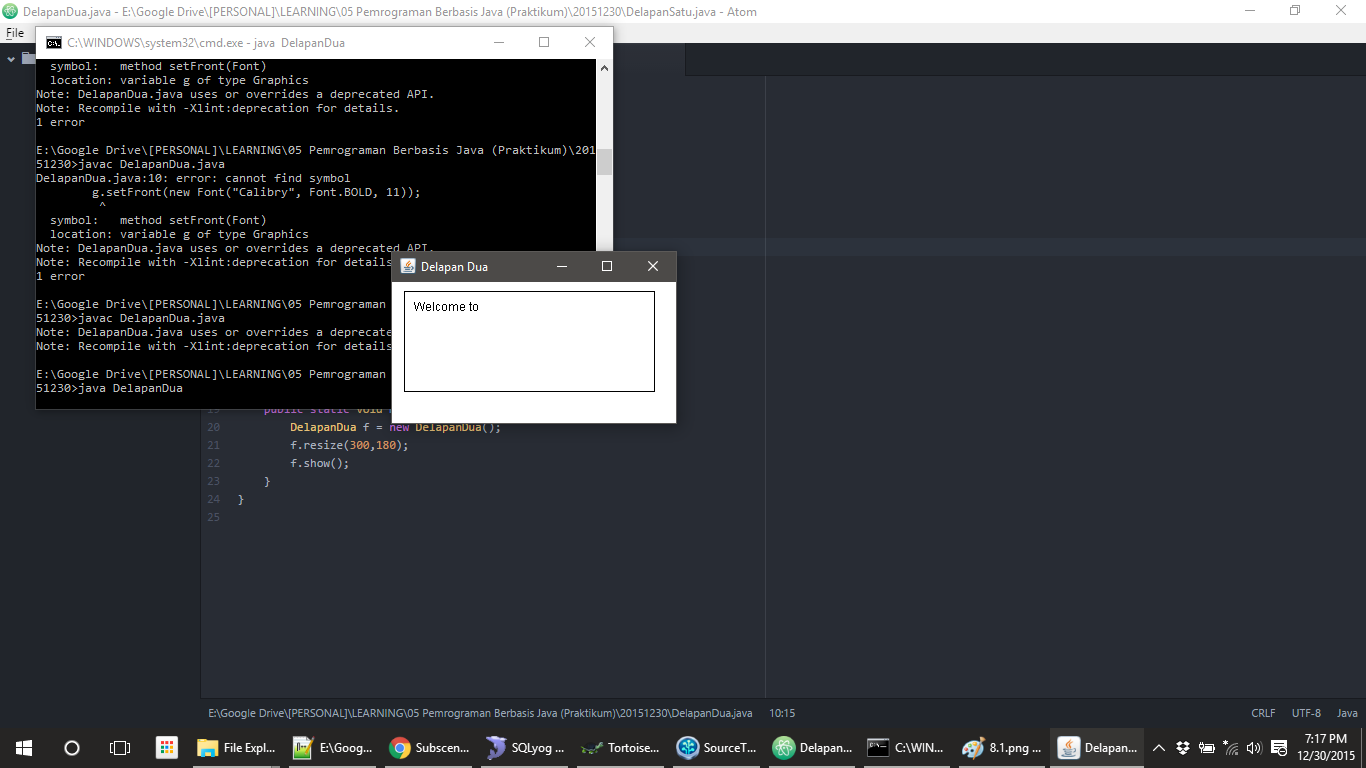 DelapanDua.java - E:\Google Drive\[PERSONAL]\LEARNING\05 Pemrograman Berbasis Java (Praktikum)\20151230\DelapanSatu.java - Atom
File
C:\WINDOWS\system32\cmd.exe - java  DelapanDua
symbol:   method setFront(Font)
location: variable g of type Graphics
Note: DelapanDua.java uses or overrides a deprecated API.
Note: Recompile with -Xlint:deprecation for details.
1 error
E:\Google Drive\[PERSONAL]\LEARNING\05 Pemrograman Berbasis Java (Praktikum)\201
51230>javac DelapanDua.java
DelapanDua.java:10: error: cannot find symbol
g.setFront(new Font("Calibry", Font.BOLD, 11));
^
symbol:   method setFront(Font)
location: variable g of type Graphics
Note: DelapanDua.java uses or overrides a deprecated API.
Note: Recompile with -Xlint:deprecation for details
1 error
E:\Google Drive\[PERSONAL]\LEARNING\05 Pemrograman
51230>javac DelapanDua.java
Note: DelapanDua.java uses or overrides a deprecate
Note: Recompile with -Xlint:deprecation for details
E:\Google Drive\[PERSONAL]\LEARNING\05 Pemrograman
51230>java DelapanDua
Delapan Dua
Welcome to
19 public static void
20 DelapanDua f = new DelapanDua();
21 f.resize(300,180);
22 f.show();
23 }
24 }
25
E:\Google Drive\[PERSONAL]\LEARNING\05 Pemrograman Berbasis Java (Praktikum)\20151230\DelapanDua.java 10:15 CRLF UTF-8 Java
File Expl... E:\Goog... Subscen... SQLyog ... Tortoise... SourceT... Delapan... C:\WIN... 8.1.png ... Delapan... 7:17 PM
12/30/2015